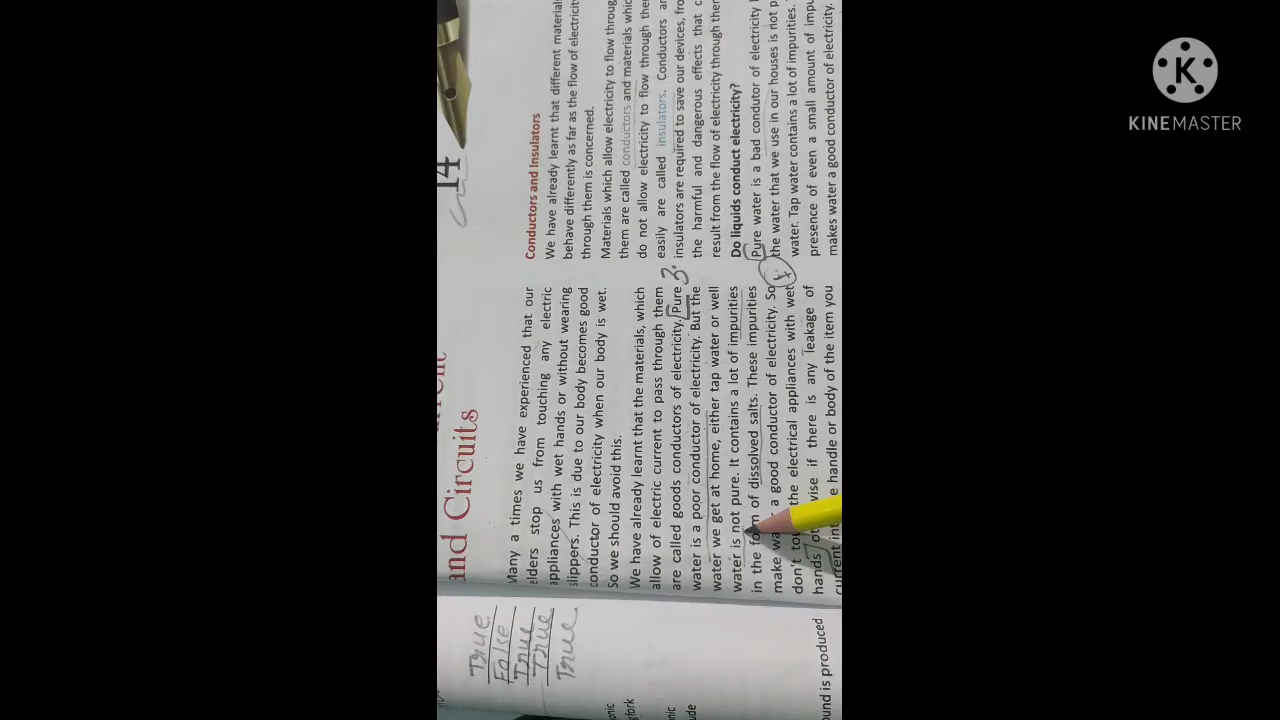 14
and Circuits
Many a times we have experienced that our
elders stop us from touching any electric
appliances with wet hands or without wearing
slippers. This is due to our body becomes good
conductor of electricity when our body is wet.
So we should avoid this.
We have already learnt that the materials, which
allow of electric current to pass through them
are called goods conductors of electricity. Pure
water is a poor conductor of electricity. But the
water we get at home, either tap water or well
water is not pure. It contains a lot of impurities
in the form of dissolved salts. These impurities
make a good conductor of electricity. So
don't the electrical appliances with wet
hands if there is any leakage of
current handle or body of the item you
3.
Conductors and Insulators
We have already learnt that different materials
behave differently as far as the flow of electricity
through them is concerned.
Materials which allow electricity to flow through
them are called conductors and materials which
do not allow electricity to flow through them
easily are called insulators. Conductors
insulators are required to save our devices,
the harmful and dangerous effects that
result from the flow of electricity through them
Do liquids conduct electricity?
Pure water is a bad condutor of electricity
the water that we use in our houses is not
water. Tap water contains a lot of impurities.
presence of even a small amount of
makes water a good conductor of electricity.
True
False
True
True
True
ound is produced
K
KINEMASTER